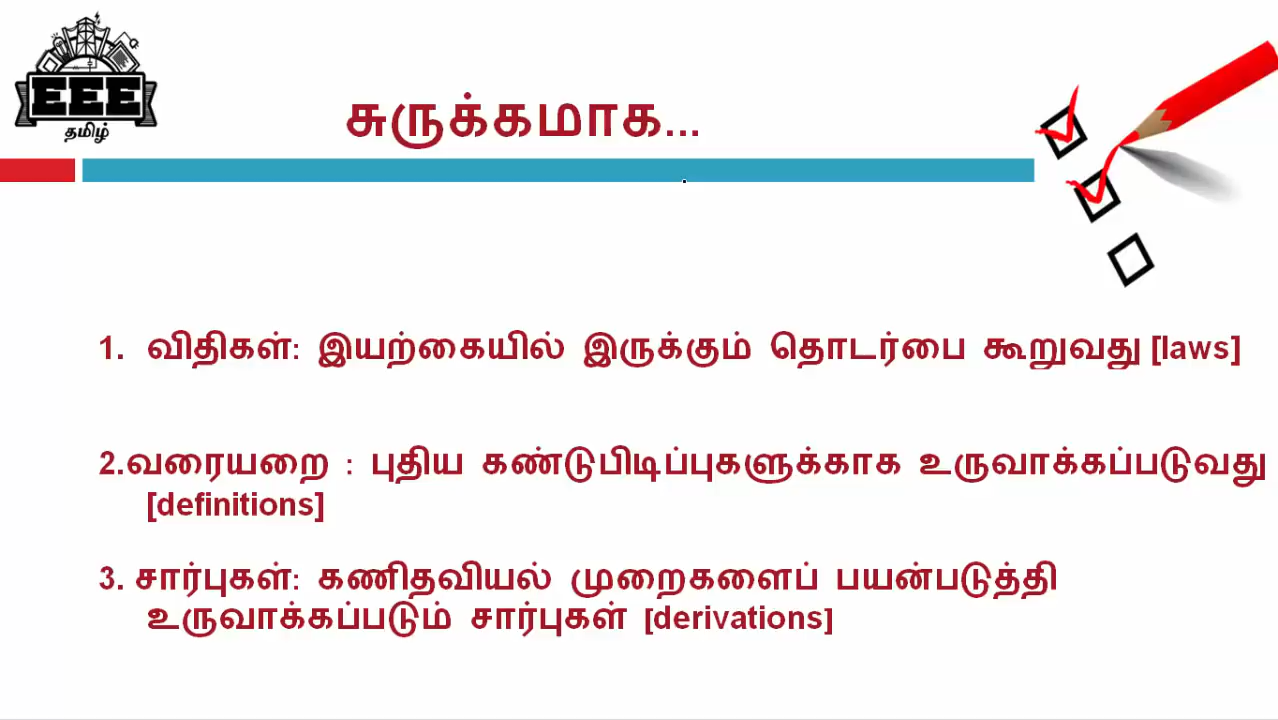 EEE
தமிழ்
சுருக்கமாக...
1. விதிகள்: இயற்கையில் இருக்கும் தொடர்பை கூறுவது [laws]
2.வரையறை : புதிய கண்டுபிடிப்புகளுக்காக உருவாக்கப்படுவது
[definitions]
3. சார்புகள்: கணிதவியல் முறைகளைப் பயன்படுத்தி
உருவாக்கப்படும் சார்புகள் [derivations]